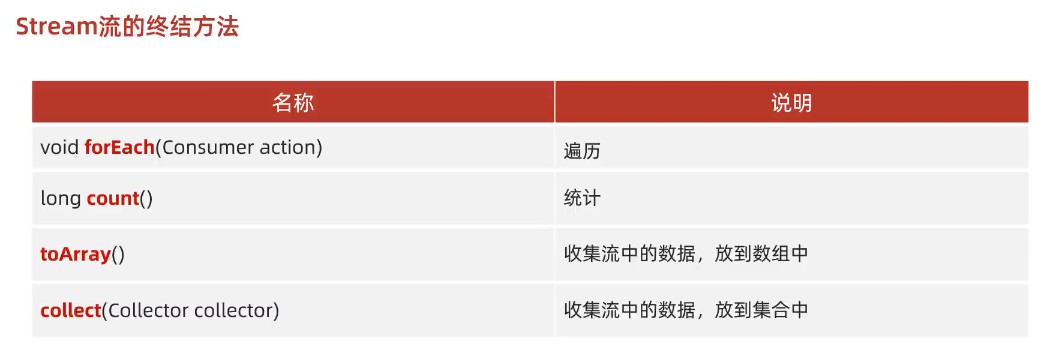 Stream流的终结方法
名称 说明
void forEach(Consumer action) 遍历
long count() 统计
toArray() 收集流中的数据，放到数组中
collect(Collector collector) 收集流中的数据，放到集合中